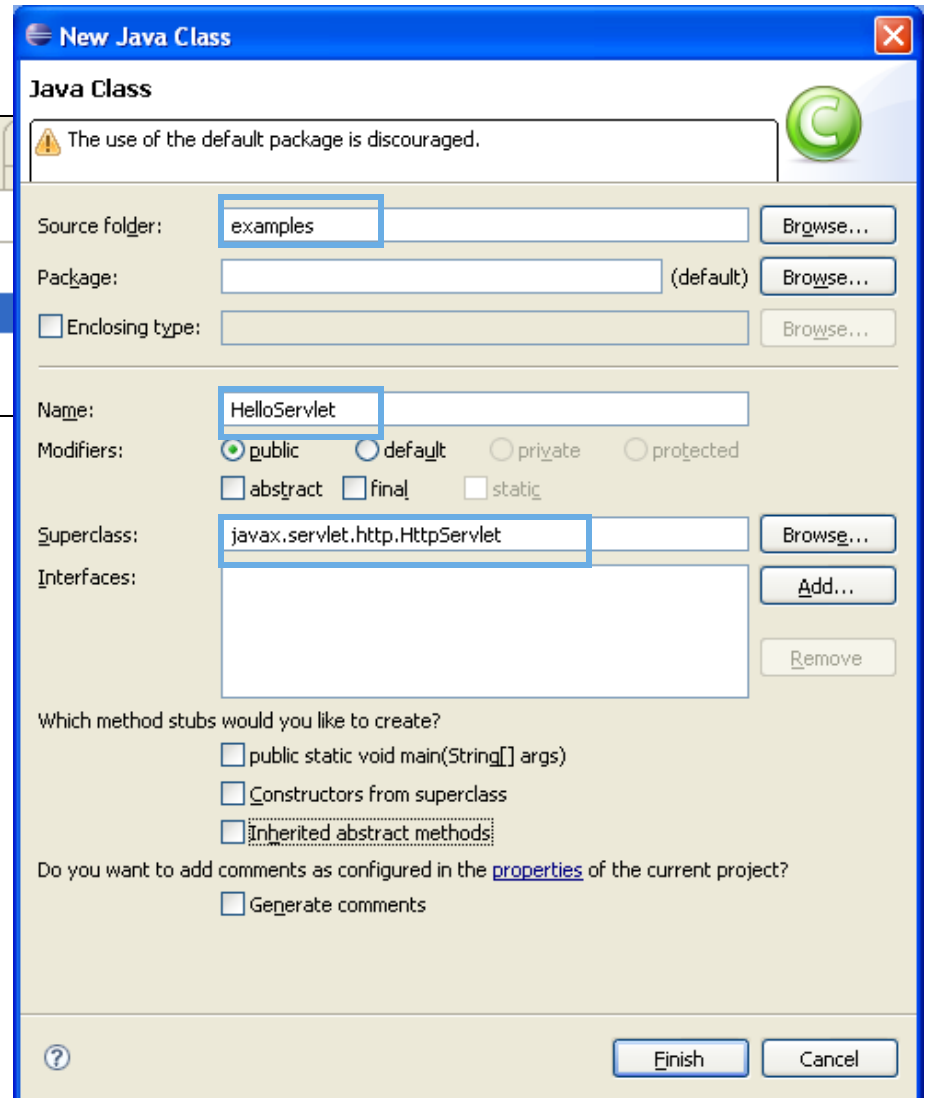 New Java Class
Java Class
The use of the default package is discouraged.
Source folder: examples Browse...
Package: (default) Browse...
Enclosing type: Browse...
Name: HelloServlet
Modifiers: public default private protected
abstract final static
Superclass: javax.servlet.http.HttpServlet Browse...
Interfaces: Add...
Remove
Which method stubs would you like to create?
public static void main(String[] args)
Constructors from superclass
Inherited abstract methods
Do you want to add comments as configured in the properties of the current project?
Generate comments
? Finish Cancel